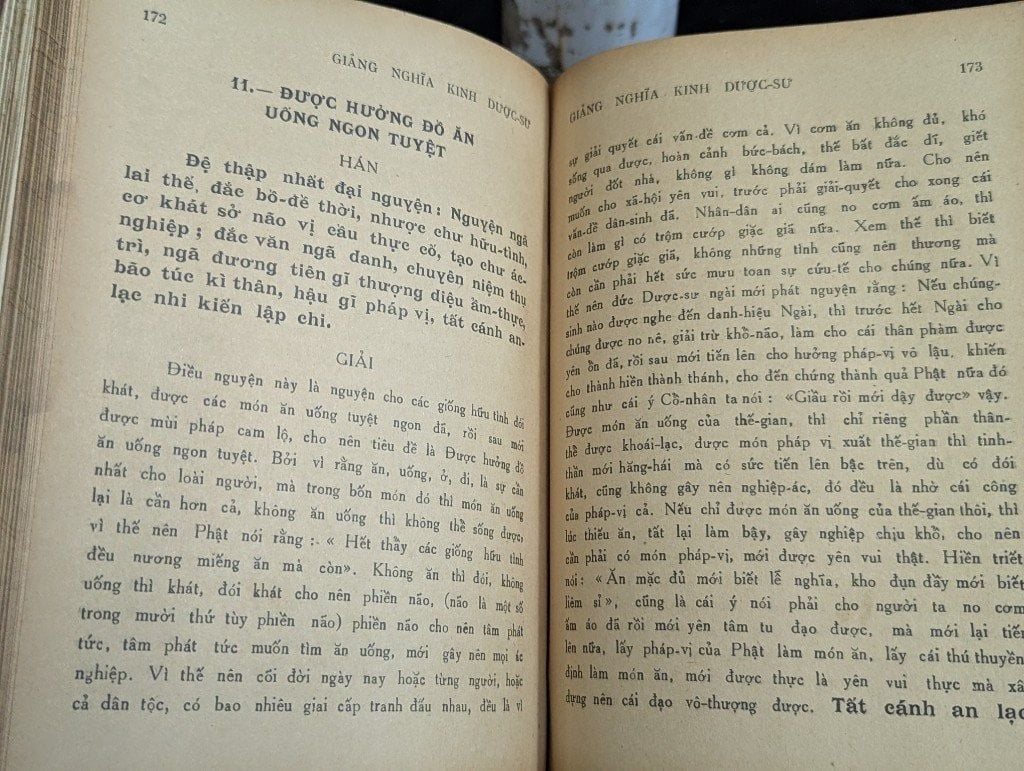 172
GIẢNG NGHĨA KINH DƯỢC-SƯ
11.— ĐƯỢC HƯỞNG ĐỒ ĂN
UỐNG NGON TUYỆT
HÁN
Đệ thập nhất đại nguyện : Nguyện ngã
lai thế, đắc bồ-đề thời, nhược chư hữu-tình,
cơ khát sở não vị cầu thực cố, tạo chư ác-
nghiệp ; đắc văn ngã danh, chuyên niệm thụ
trì, ngã đương tiên gĩ thượng diệu ẩm-thực,
bão túc kì thân, hậu gĩ pháp vị, tất cánh an-
lạc nhi kiến lập chi.
GIẢI
Điều nguyện này là nguyện cho các giống hữu tình đói
khát, được các món ăn uống tuyệt ngon đã, rồi sau mới
được mùi pháp cam lộ, cho nên tiêu đề là Được hưởng đồ
ăn uống ngon tuyệt. Bởi vì rằng ăn, uống, ở, đi, là sự cần
nhất cho loài người, mà trong bốn món đó thì món ăn uống
lại là cần hơn cả, không ăn uống thì không thể sống được,
vì thế nên Phật nói rằng : « Hết thẩy các giống hữu tình
đều nương miếng ăn mà còn». Không ăn thì đói, không
uống thì khát, đói khát cho nên phiền não, (não là một số
trong mười thứ tùy phiền não) phiền não cho nên tâm phát
tức, tâm phát tức muốn tìm ăn uống, mới gây nên mọi ác
nghiệp. Vì thế nên cõi đời ngày nay hoặc từng người, hoặc
cả dân tộc, có bao nhiêu giai cấp tranh đấu nhau, đều là vì
173
GIẢNG NGHĨA KINH DƯỢC-SƯ
sự giải quyết cái vấn-đề cơm cả. Vì cơm ăn không đủ, khó
sống qua được, hoàn cảnh bức-bách, thế bất đắc dĩ, giết
người đốt nhà, không gì không dám làm nữa. Cho nên
muốn cho xã-hội yên vui, trước phải giải-quyết cho xong cái
vấn-đề dân-sinh đã. Nhân-dân ai cũng no cơm ấm áo, thì
còn làm gì có trộm cướp giặc giã nữa. Xem thế thì biết
trộm cướp giặc giã, không những tình cũng nên thương mà
còn cần phải hết sức mưu toan sự cứu-tế cho chúng nữa. Vì
thế nên đức Dược-sư ngài mới phát nguyện rằng : Nếu chúng-
sinh nào được nghe đến danh-hiệu Ngài, thì trước hết Ngài cho
chúng được no nê, giải trừ khổ-não, làm cho cái thân phàm được
yên ổn đã, rồi sau mới tiến lên cho hưởng pháp-vị vô lậu, khiến
cho thành hiền thành thánh, cho đến chứng thành quả Phật nữa đó
cũng như cái ý Cổ-nhân ta nói : «Giầu rồi mới dậy được» vậy.
Được món ăn uống của thế-gian, thì chỉ riêng phần thân-
thể được khoái-lạc, được món pháp vị xuất thế-gian thì tinh-
thần mới hăng-hái mà có sức tiến lên bậc trên, dù có đói
khát, cũng không gây nên nghiệp-ác, đó đều là nhờ cái công
của pháp-vị cả. Nếu chỉ được món ăn uống của thế-gian thôi, thì
lúc thiếu ăn, tất lại làm bậy, gây nghiệp chịu khổ, cho nên
cần phải có món pháp-vị, mới được yên vui thật. Hiền triết
nói : «Ăn mặc đủ mới biết lễ nghĩa, kho đụn đầy mới biết
liêm sỉ», cũng là cái ý nói phải cho người ta no cơm
ấm áo đã rồi mới yên tâm tu đạo được, mà mới lại tiến
lên nữa, lấy pháp-vị của Phật làm món ăn, lấy cái thú thuyền
định làm món ăn, mới được thực là yên vui thực mà xây
dựng nên cái đạo vô-thượng được. Tất cánh an lạc